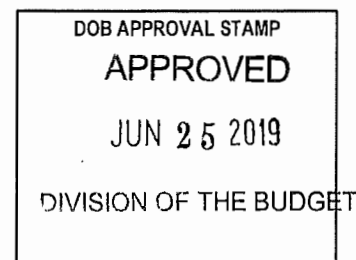 DOB APPROVAL STAMP
APPROVED
JUN 25 2019
DIVISION OF THE BUDGET